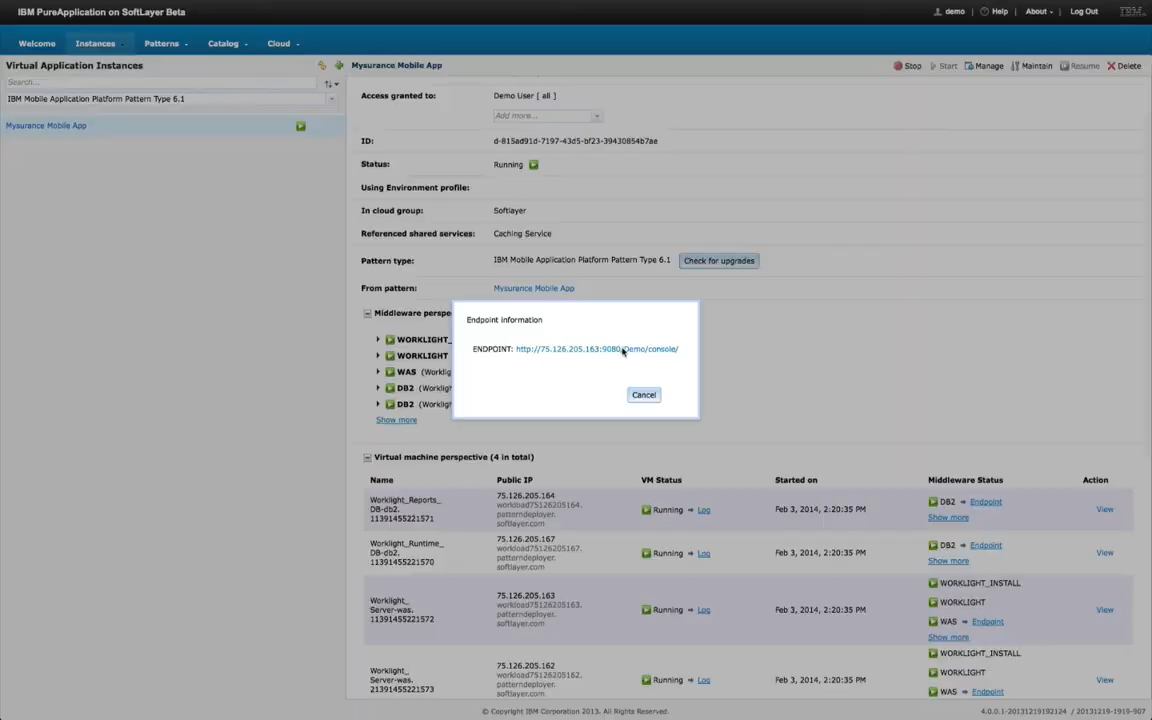 IBM PureApplication on SoftLayer Beta
demo | Help | About | Log Out IBM
Welcome Instances Patterns Catalog Cloud
Virtual Application Instances
Search...
IBM Mobile Application Platform Pattern Type 6.1
Mysurance Mobile App
Mysurance Mobile App
Stop Start Manage Maintain Resume Delete
Access granted to: Demo User [ all ]
Add more...
ID: d-815ad91d-7197-43d5-bf23-39430854b7ae
Status: Running
Using Environment profile:
In cloud group: Softlayer
Referenced shared services: Caching Service
Pattern type: IBM Mobile Application Platform Pattern Type 6.1 Check for upgrades
From pattern: Mysurance Mobile App
Middleware perspe
WORKLIGHT_
WORKLIGHT
WAS (Workli
DB2 (Worklig
DB2 (Worklig
Show more
Endpoint information
ENDPOINT: http://75.126.205.163:9080/Demo/console/
Cancel
Virtual machine perspective (4 in total)
Name Public IP VM Status Started on Middleware Status Action
Worklight_Reports_
DB-db2.
11391455221571
75.126.205.164
workload75126205164.
patterndeployer.
softlayer.com
Running Log
Feb 3, 2014, 2:20:35 PM
DB2 Endpoint
Show more
View
Worklight_Runtime_
DB-db2.
11391455221570
75.126.205.167
workload75126205167.
patterndeployer.
softlayer.com
Running Log
Feb 3, 2014, 2:20:35 PM
DB2 Endpoint
Show more
View
Worklight_
Server-was.
11391455221572
75.126.205.163
workload75126205163.
patterndeployer.
softlayer.com
Running Log
Feb 3, 2014, 2:20:35 PM
WORKLIGHT_INSTALL
WORKLIGHT
WAS Endpoint
Show more
View
Worklight_
Server-was.
21391455221573
75.126.205.162
workload75126205162.
patterndeployer.
softlayer.com
Running Log
Feb 3, 2014, 2:20:35 PM
WORKLIGHT_INSTALL
WORKLIGHT
WAS Endpoint
View
© Copyright IBM Corporation 2013. All Rights Reserved.
4.0.0.1-20131219192124 / 20131219-1919-907